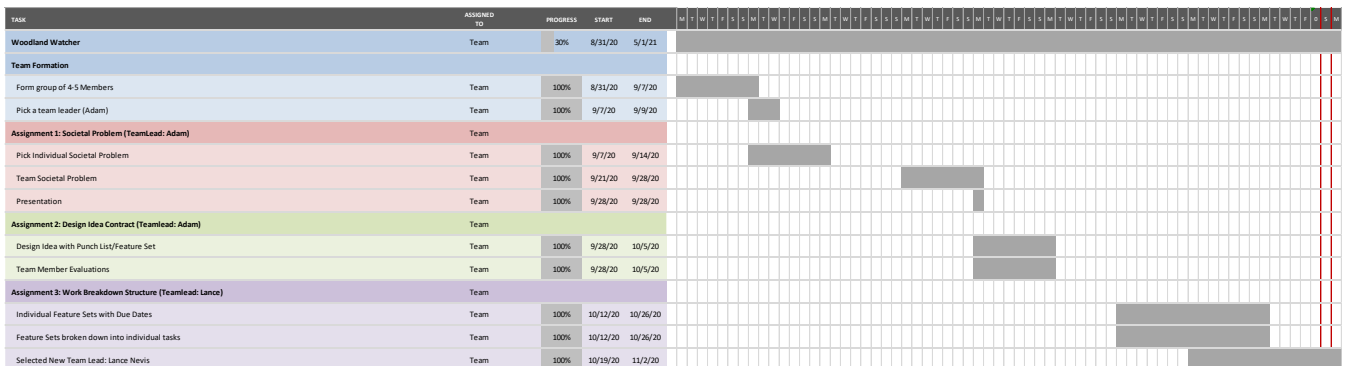 TASK ASSIGNED TO PROGRESS START END M T W T F S S M T W T F S S M T W T F S S M T W T F S S M T W T F S S M T W T F S S M T W T F S S M T W T F S S M T W T F D S M
Woodland Watcher Team 30% 8/31/20 5/1/21
Team Formation
Form group of 4-5 Members Team 100% 8/31/20 9/7/20
Pick a team leader (Adam) Team 100% 9/7/20 9/9/20
Assignment 1: Societal Problem (TeamLead: Adam) Team
Pick Individual Societal Problem Team 100% 9/7/20 9/14/20
Team Societal Problem Team 100% 9/21/20 9/28/20
Presentation Team 100% 9/28/20 9/28/20
Assignment 2: Design Idea Contract (Teamlead: Adam) Team
Design Idea with Punch List/Feature Set Team 100% 9/28/20 10/5/20
Team Member Evaluations Team 100% 9/28/20 10/5/20
Assignment 3: Work Breakdown Structure (Teamlead: Lance) Team
Individual Feature Sets with Due Dates Team 100% 10/12/20 10/26/20
Feature Sets broken down into individual tasks Team 100% 10/12/20 10/26/20
Selected New Team Lead: Lance Nevis Team 100% 10/19/20 11/2/20